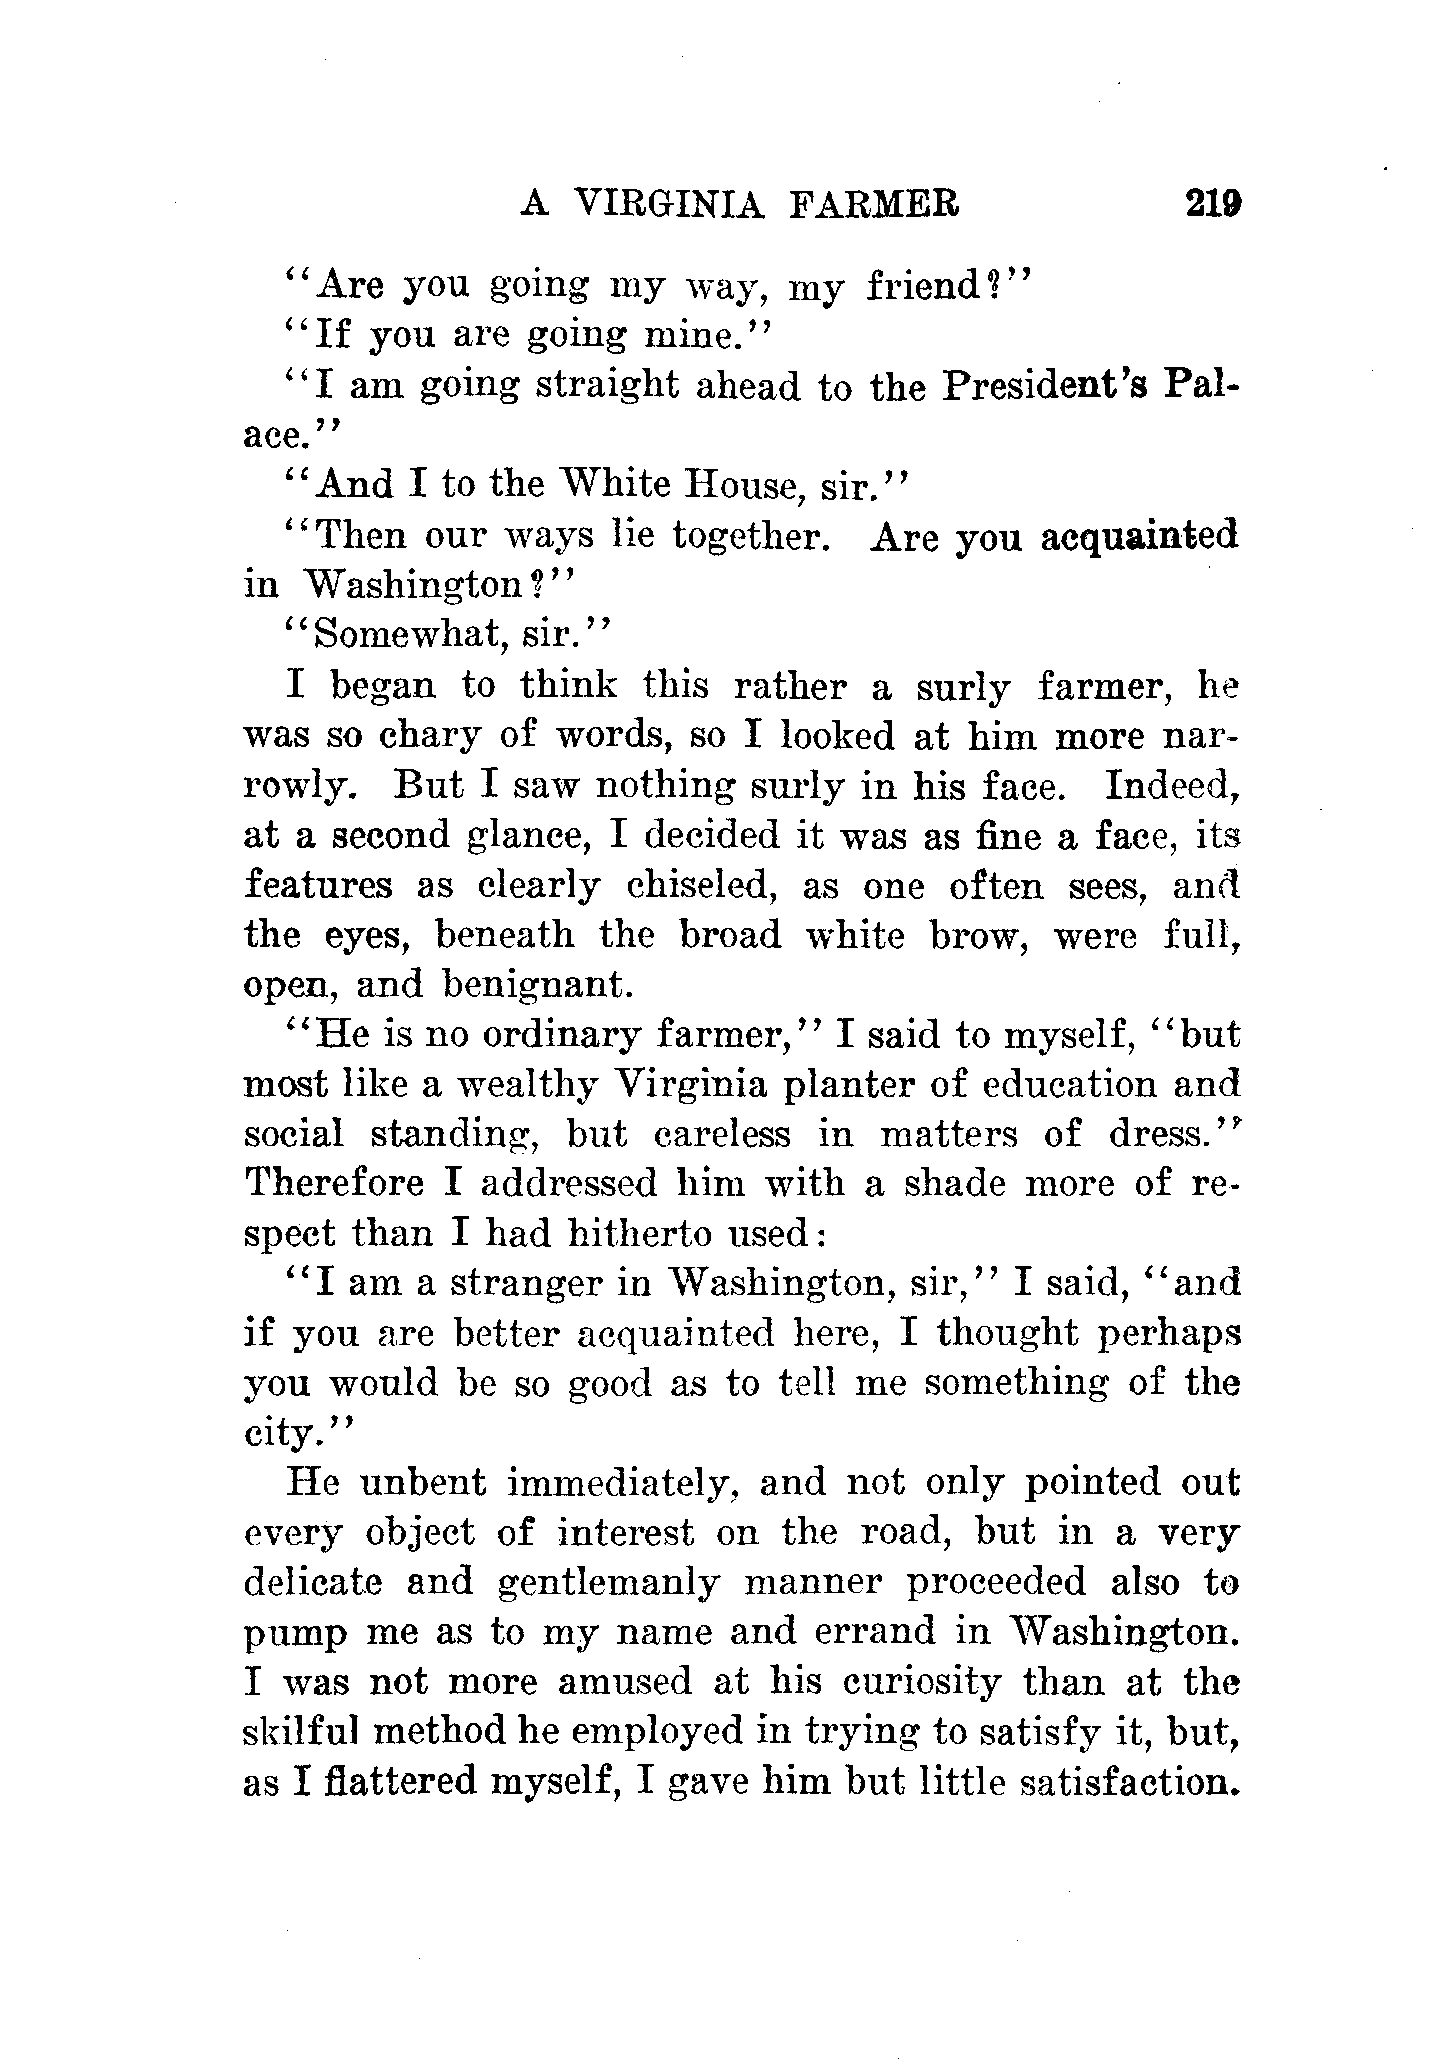 A VIRGINIA FARMER 219
"Are you going my way, my friend?"
"If you are going mine."
"I am going straight ahead to the President's Pal-
ace."
"And I to the White House, sir."
"Then our ways lie together. Are you acquainted
in Washington?"
"Somewhat, sir."
I began to think this rather a surly farmer, he
was so chary of words, so I looked at him more nar-
rowly. But I saw nothing surly in his face. Indeed,
at a second glance, I decided it was as fine a face, its
features as clearly chiseled, as one often sees, and
the eyes, beneath the broad white brow, were full,
open, and benignant.
"He is no ordinary farmer," I said to myself, "but
most like a wealthy Virginia planter of education and
social standing, but careless in matters of dress."
Therefore I addressed him with a shade more of re-
spect than I had hitherto used:
"I am a stranger in Washington, sir," I said, "and
if you are better acquainted here, I thought perhaps
you would be so good as to tell me something of the
city."
He unbent immediately, and not only pointed out
every object of interest on the road, but in a very
delicate and gentlemanly manner proceeded also to
pump me as to my name and errand in Washington.
I was not more amused at his curiosity than at the
skilful method he employed in trying to satisfy it, but,
as I flattered myself, I gave him but little satisfaction.